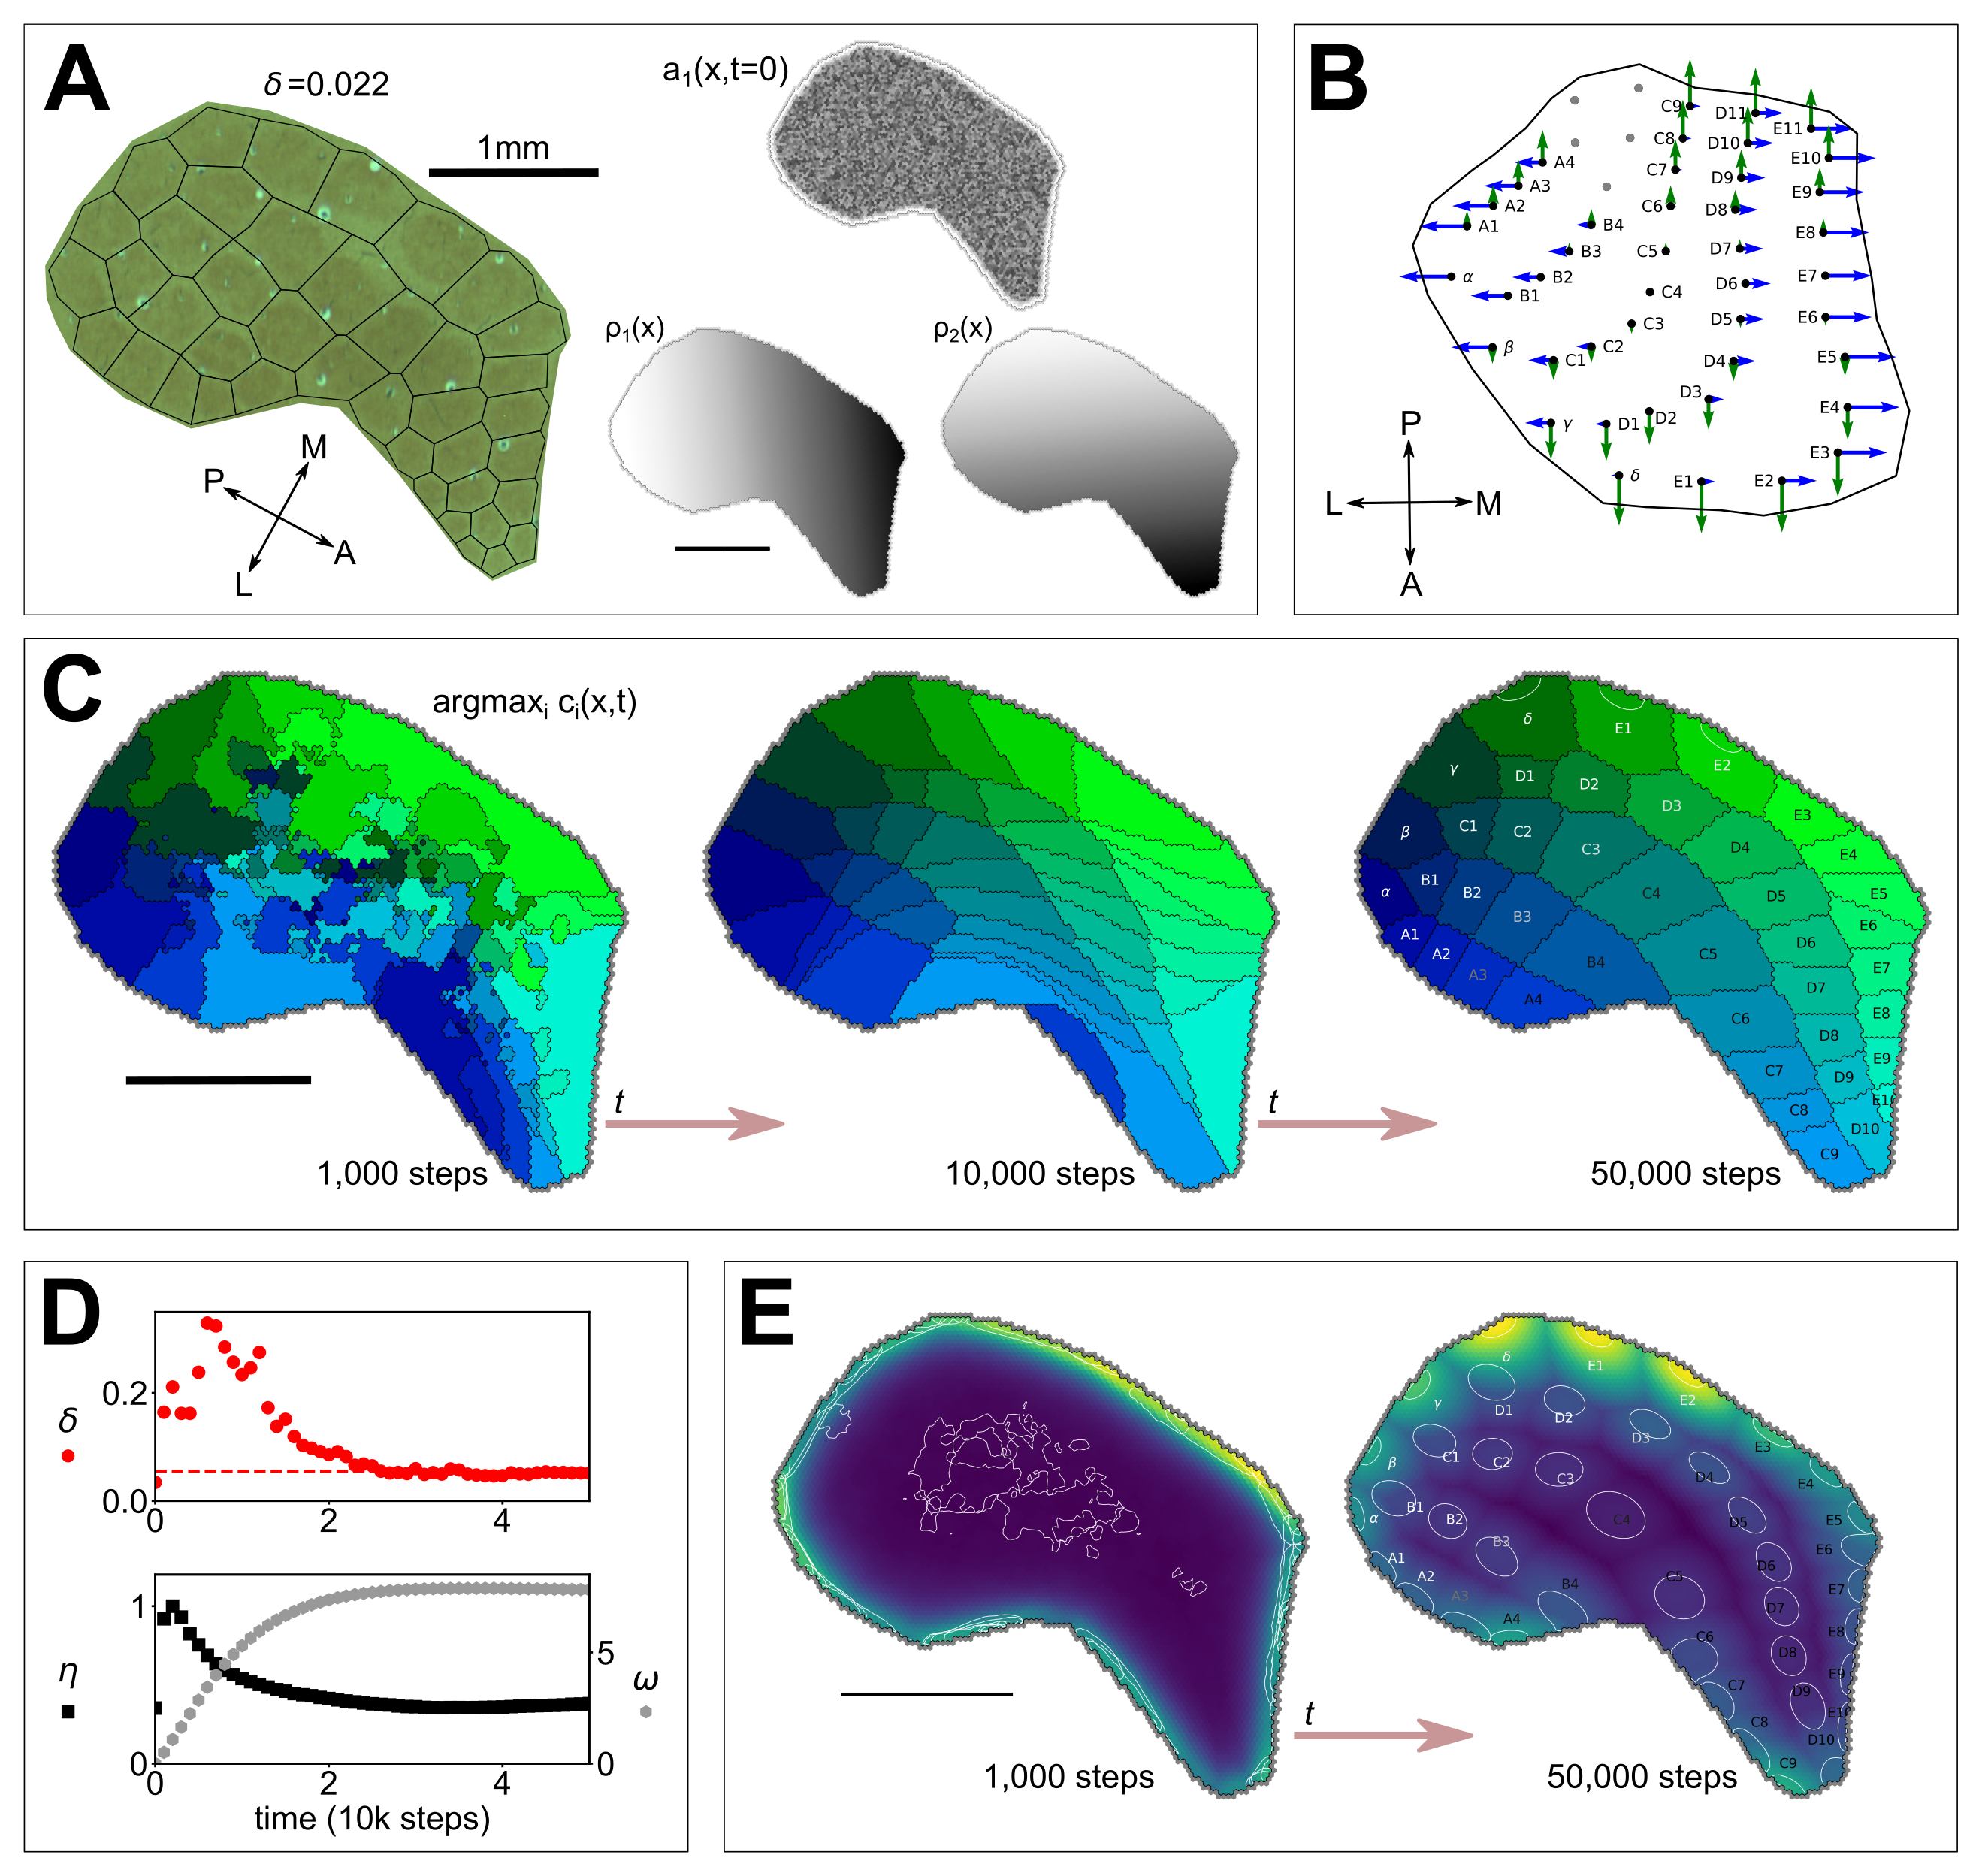 A
δ=0.022
1mm
a1(x,t=0)
ρ1(x)
ρ2(x)
M
P
A
L
B
C9
D11
E11
C8
D10
E10
A4
C7
D9
E9
A3
A2
C6
D8
A1
B4
E8
B3
C5
D7
α
B2
D6
E7
B1
C4
C3
D5
E6
β
C1
C2
D4
E5
D3
E4
γ
D1
D2
E3
δ
E1
E2
P
L
M
A
C
argmaxi ci(x,t)
δ
E1
E2
γ
D1
D2
D3
E3
β
C1
C2
C3
D4
E4
α
B1
B2
B3
C4
D5
E5
A1
A2
A3
A4
B4
C5
D6
E6
D7
E7
C6
D8
E8
C7
D9
E9
C8
D10
E10
C9
t
t
1,000 steps
10,000 steps
50,000 steps
D
0.2
δ
0.0
0
2
4
1
η
5
ω
0
0
0
2
4
time (10k steps)
E
δ
E1
E2
γ
D1
D2
D3
E3
β
C1
C2
C3
D4
E4
α
B1
B2
B3
C4
D5
E5
A1
A2
A3
A4
B4
C5
D6
E6
D7
E7
C6
D8
E8
C7
D9
E9
C8
D10
E10
C9
t
1,000 steps
50,000 steps